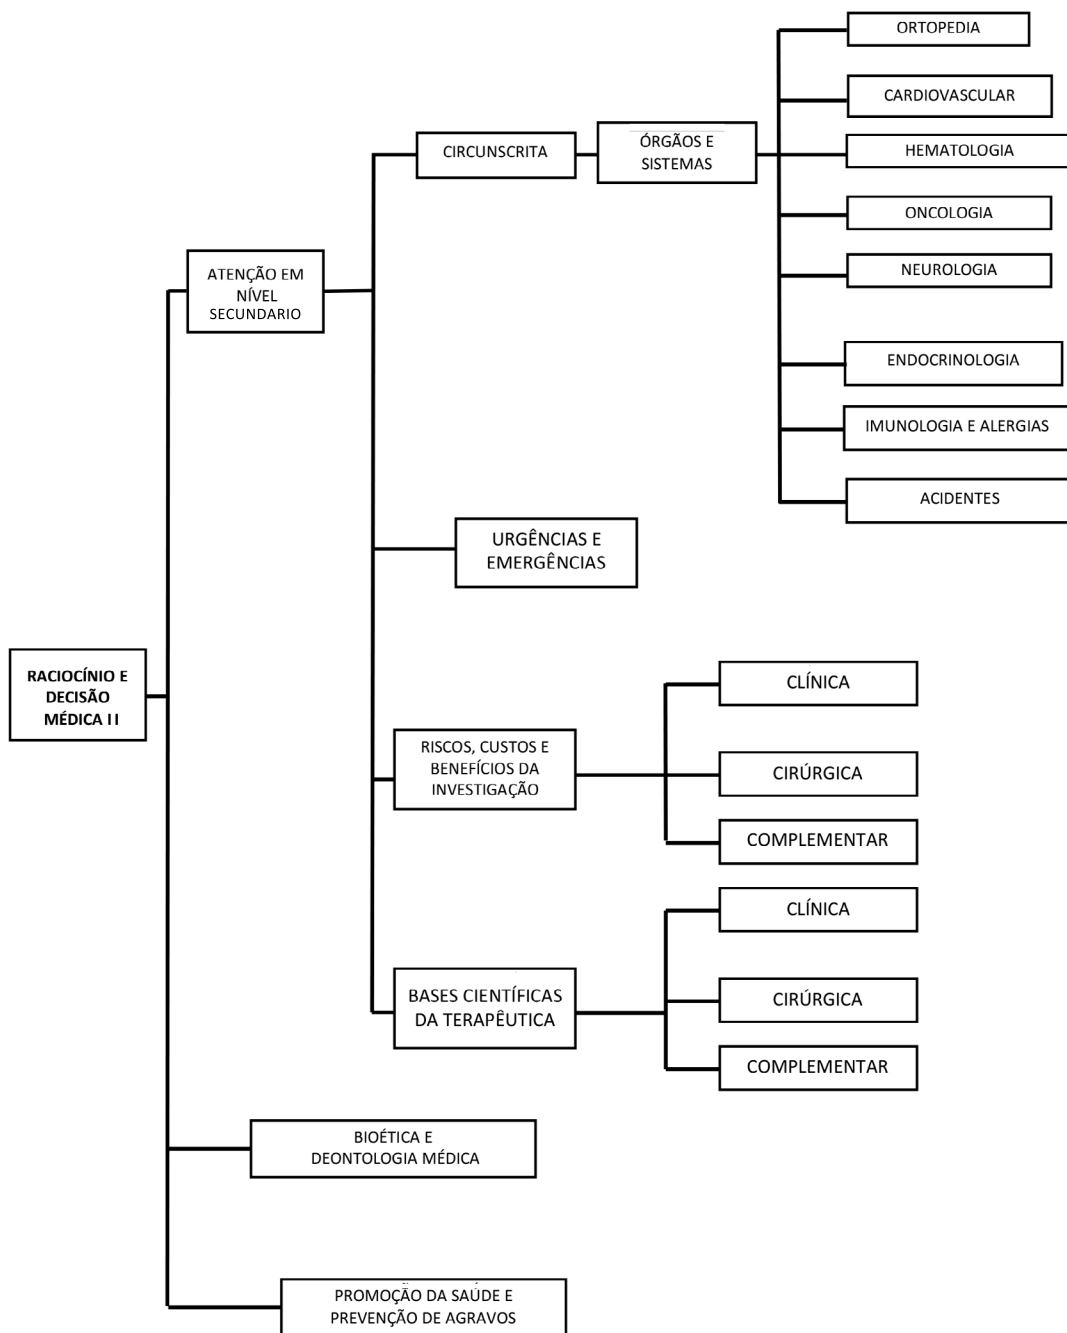 ORTOPEDIA
CARDIOVASCULAR
CIRCUNSCRITA
ÓRGÃOS E
SISTEMAS
HEMATOLOGIA
ONCOLOGIA
ATENÇÃO EM
NÍVEL
SECUNDARIO
NEUROLOGIA
ENDOCRINOLOGIA
IMUNOLOGIA E ALERGIAS
ACIDENTES
URGÊNCIAS E
EMERGÊNCIAS
RACIOCÍNIO E
DECISÃO
MÉDICA II
CLÍNICA
RISCOS, CUSTOS E
BENEFÍCIOS DA
INVESTIGAÇÃO
CIRÚRGICA
COMPLEMENTAR
CLÍNICA
BASES CIENTÍFICAS
DA TERAPÊUTICA
CIRÚRGICA
COMPLEMENTAR
BIOÉTICA E
DEONTOLOGIA MÉDICA
PROMOÇÃO DA SAÚDE E
PREVENÇÃO DE AGRAVOS